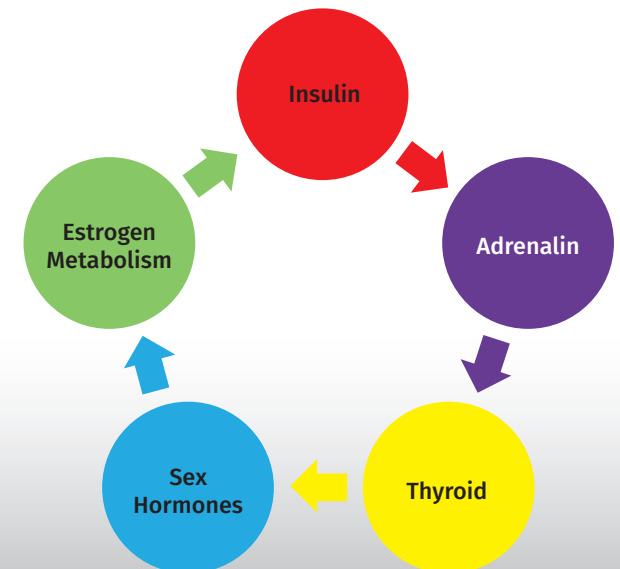 Insulin
Adrenalin
Thyroid
Sex
Hormones
Estrogen
Metabolism